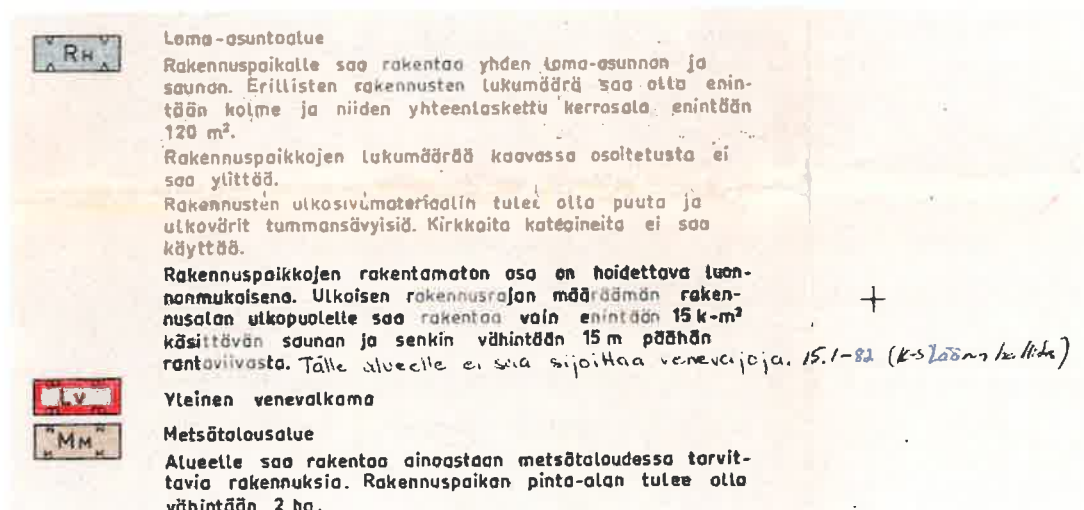 RH Loma-asuntoalue
Rakennuspaikalle saa rakentaa yhden loma-asunnon ja
saunan. Erillisten rakennusten lukumäärä saa olla enin-
tään kolme ja niiden yhteenlaskettu kerrosala enintään
120 m².
Rakennuspaikkojen lukumäärää kaavassa osoitetusta ei
saa ylittää.
Rakennusten ulkosivumateriaalin tulee olla puuta ja
ulkovärit tummansävyisiä. Kirkkaita kateaineita ei saa
käyttää.
Rakennuspaikkojen rakentamaton osa on hoidettava luon-
nonmukaisena. Ulkoisen rakennusrajan määräämän raken-
nusalan ulkopuolelle saa rakentaa vain enintään 15 k-m²
käsittävän saunan ja senkin vähintään 15 m päähän
rantaviivasta. Tälle alueelle ei saa sijoittaa venevajoja. 15.1-82 (K-S
Lv Yleinen venevalkama
MM Metsätalousalue
Alueelle saa rakentaa ainoastaan metsätaloudessa tarvit-
tavia rakennuksia. Rakennuspaikan pinta-alan tulee olla
vähintään 2 ha.